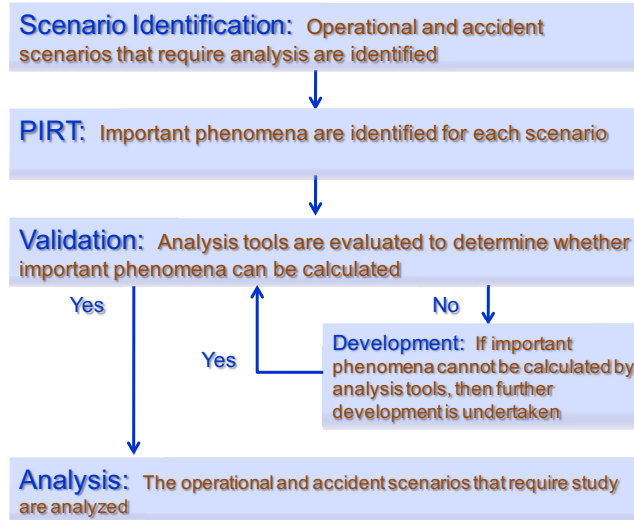 Scenario Identification: Operational and accident
scenarios that require analysis are identified
PIRT: Important phenomena are identified for each scenario
Validation: Analysis tools are evaluated to determine whether
important phenomena can be calculated
Yes
No
Yes
Development: If important
phenomena cannot be calculated by
analysis tools, then further
development is undertaken
Analysis: The operational and accident scenarios that require study
are analyzed